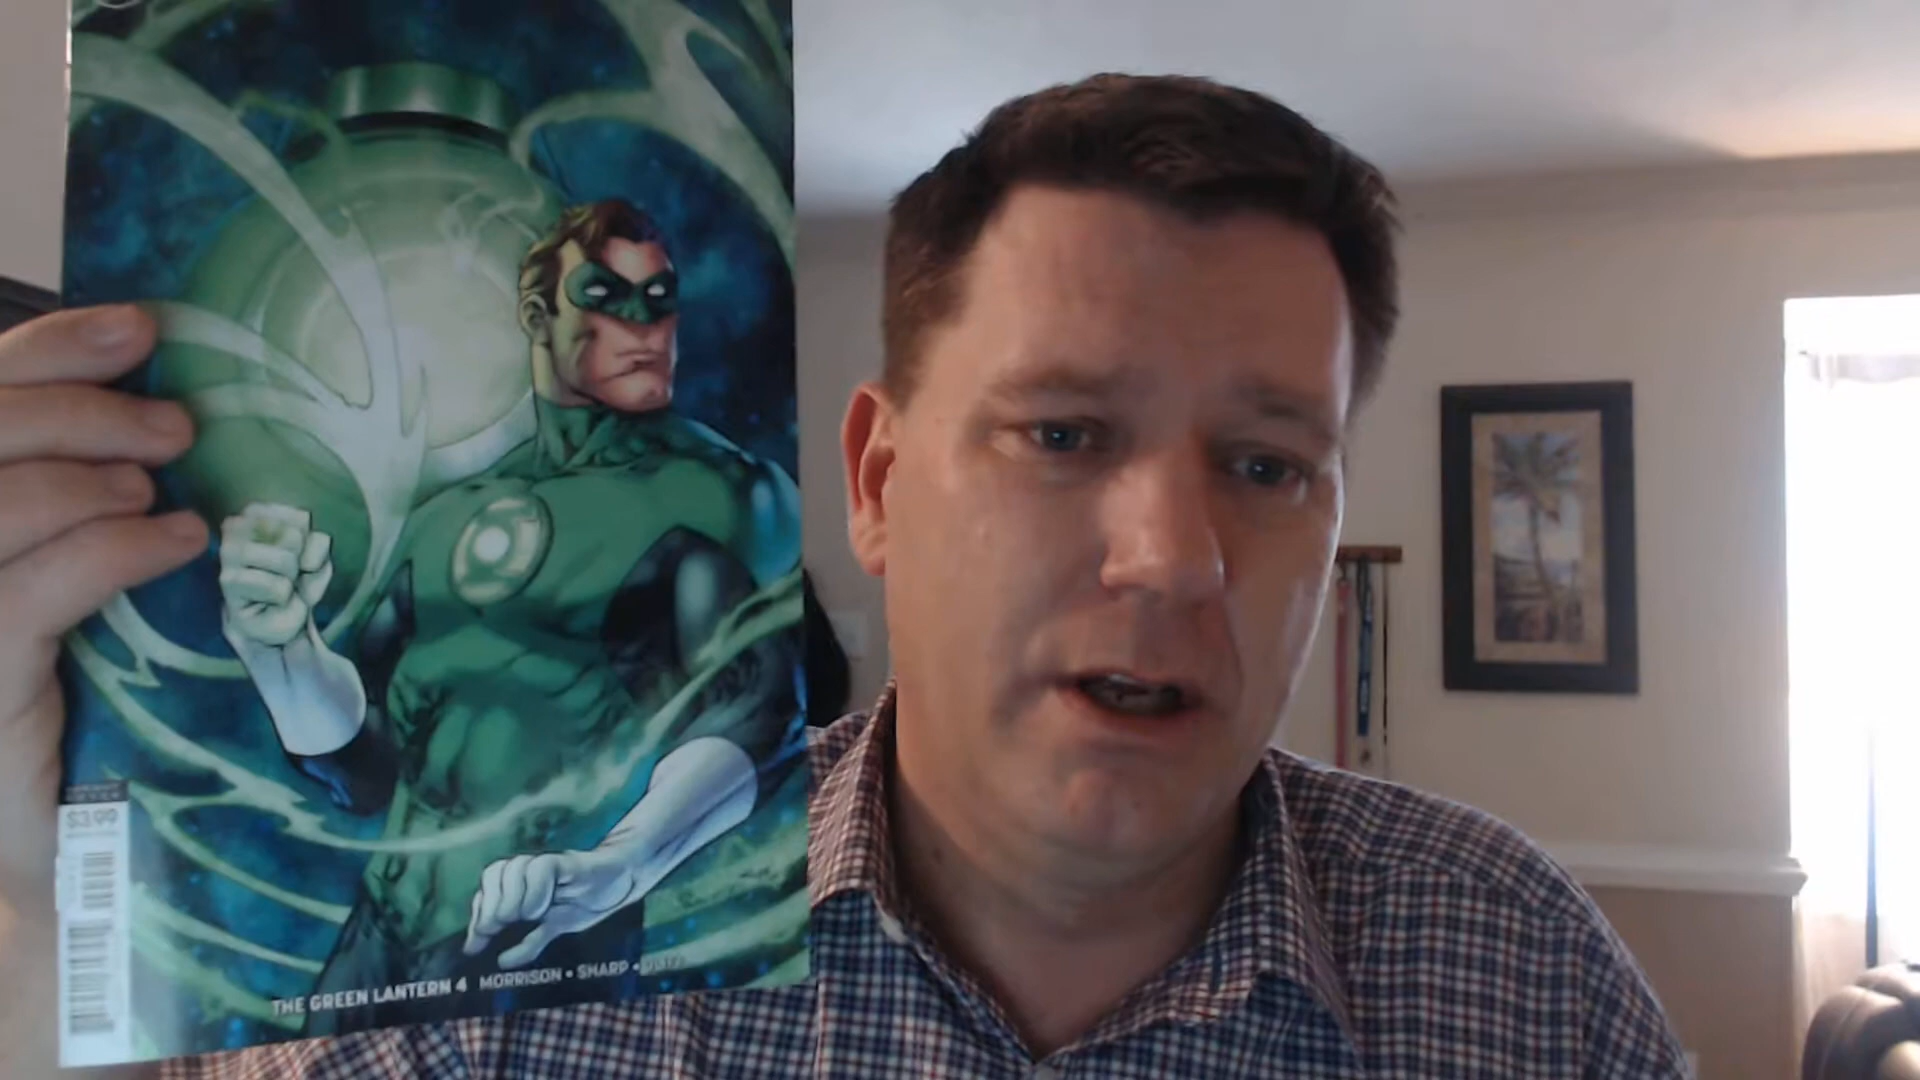 $3.99
THE GREEN LANTERN 4 MORRISON • SHARP •